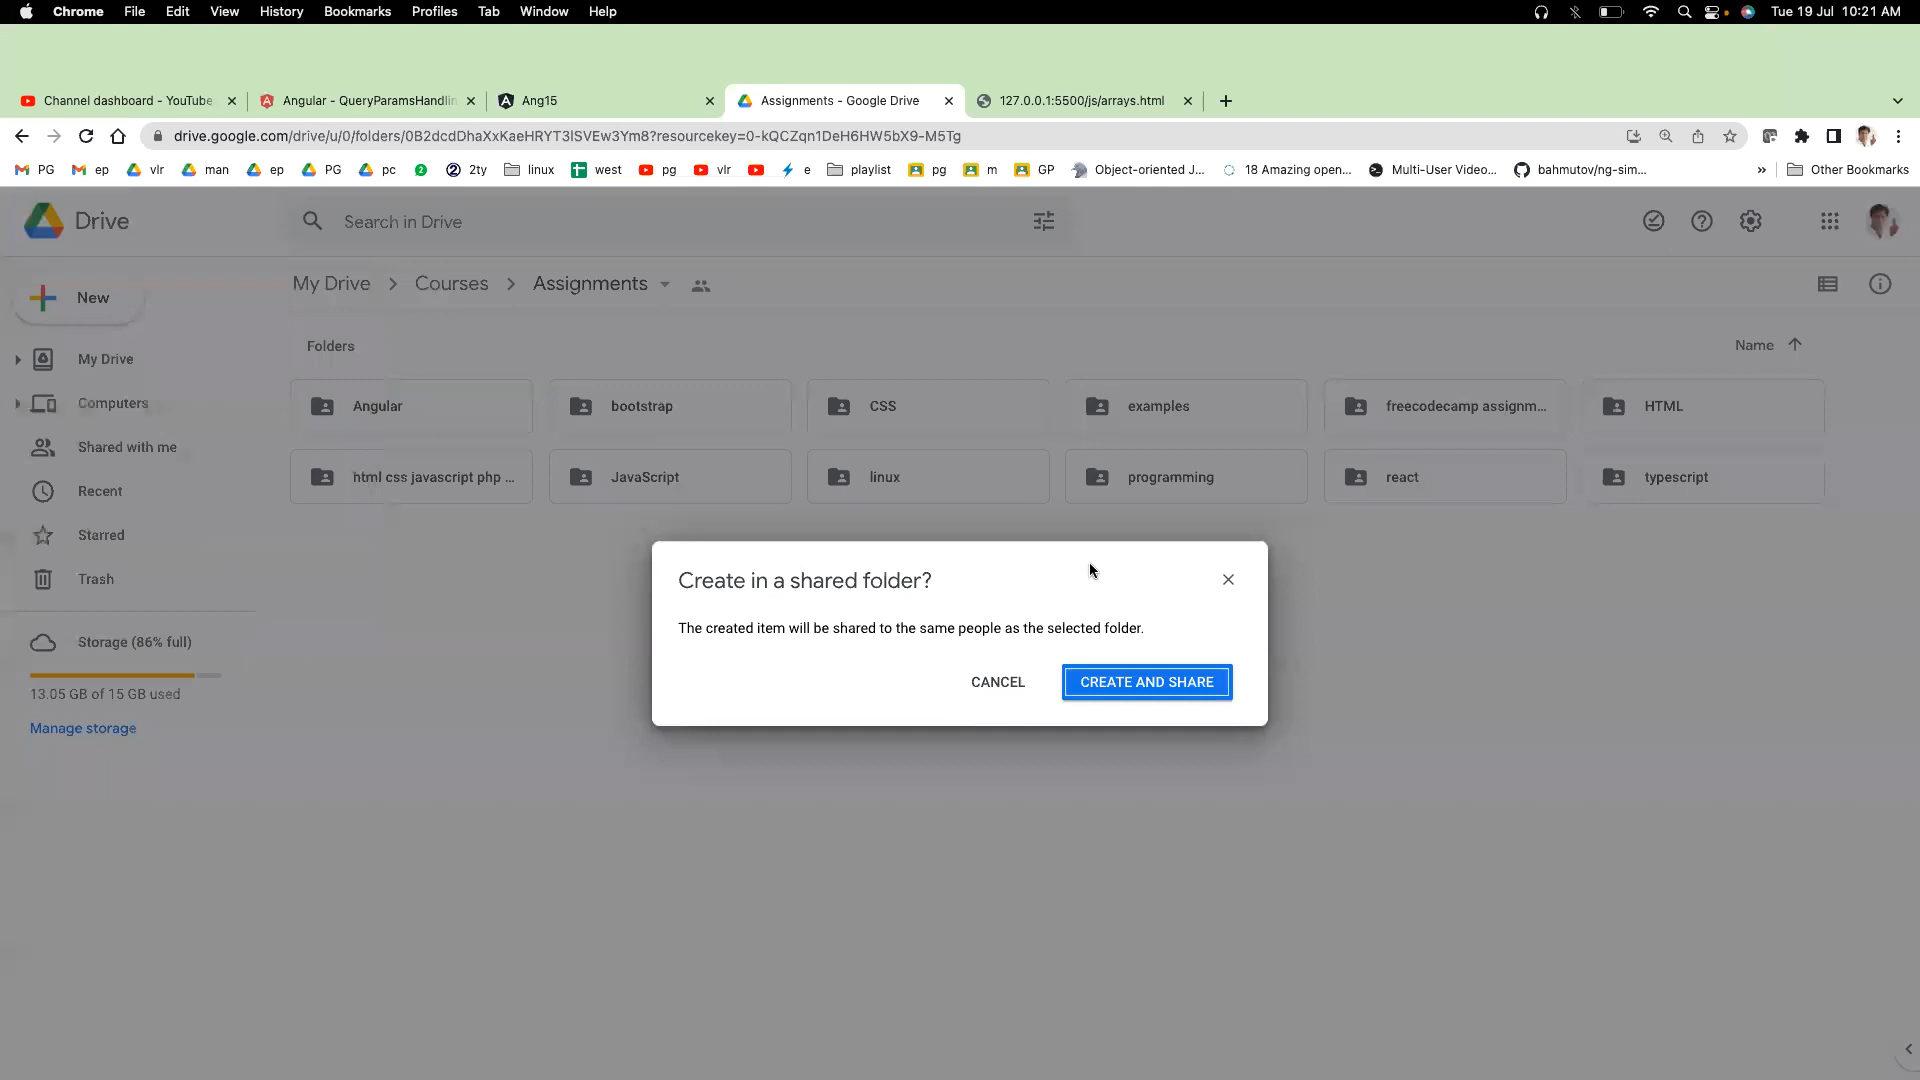 Chrome File Edit View History Bookmarks Profiles Tab Window Help Tue 19 Jul 10:21 AM
Channel dashboard - YouTube Angular - QueryParamsHandlin Ang15 Assignments - Google Drive 127.0.0.1:5500/js/arrays.html
drive.google.com/drive/u/0/folders/0B2dcdDhaXxKaeHRYT3lSVEw3Ym8?resourcekey=0-kQCZqn1DeH6HW5bX9-M5Tg
PG ep vlr man ep PG pc 2 2ty linux west pg vlr e playlist pg m GP Object-oriented J... 18 Amazing open... Multi-User Video... bahmutov/ng-sim... » Other Bookmarks
Drive Search in Drive
My Drive Courses Assignments
New
Folders Name
My Drive
Computers
Shared with me
Recent
Starred
Trash
Storage (86% full)
13.05 GB of 15 GB used
Manage storage
Angular bootstrap CSS examples freecodecamp assignm... HTML
html css javascript php ... JavaScript linux programming react typescript
Create in a shared folder?
The created item will be shared to the same people as the selected folder.
CANCEL CREATE AND SHARE